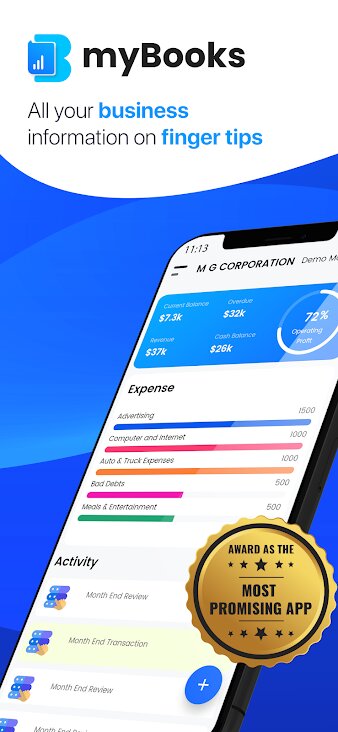 myBooks
All your business
information on finger tips
11:13
M G CORPORATION Demo
Current Balance
$7.3k
Overdue
$32k
72%
Operating
Profit
Revenue
$37k
Cash Balance
$26k
Expense
Advertising 1500
Computer and Internet 1000
Auto & Truck Expenses 1000
Bad Debts 500
Meals & Entertainment 500
Activity
Month End Review
Month End Transaction
Month End Review
Month End
AWARD AS THE
MOST
PROMISING APP
+